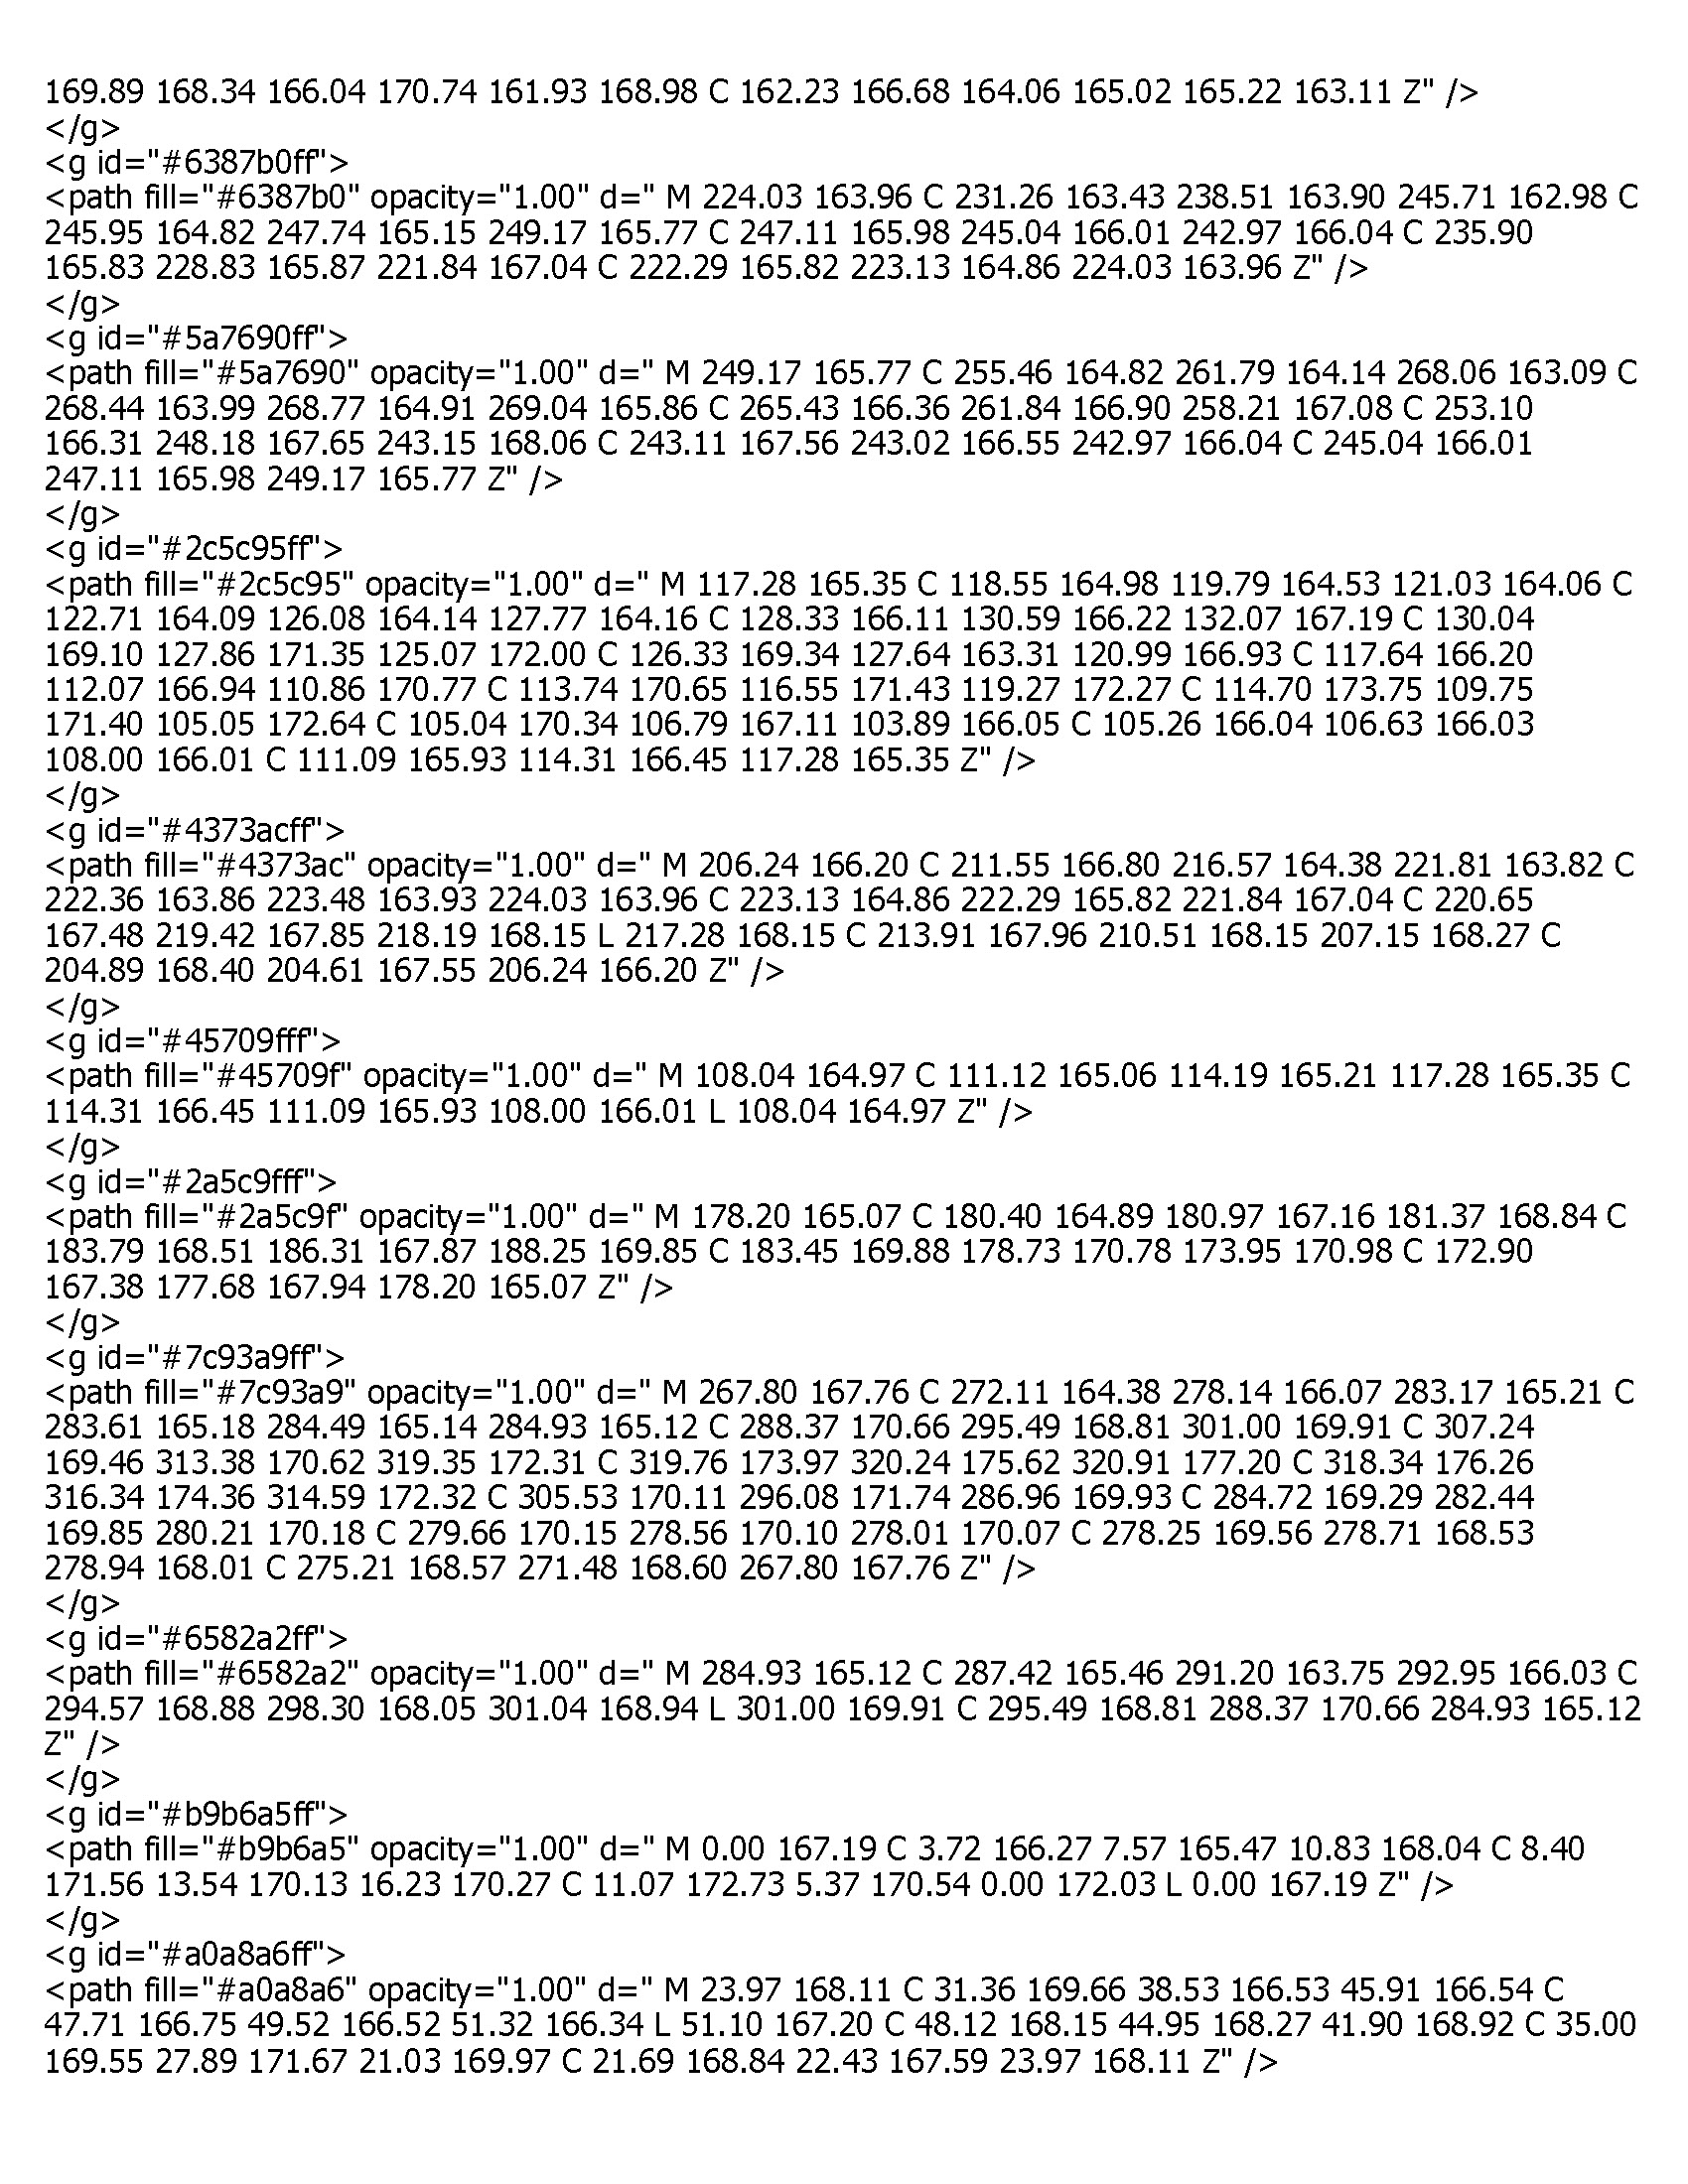 169.89 168.34 166.04 170.74 161.93 168.98 C 162.23 166.68 164.06 165.02 165.22 163.11 Z" />
</g>
<g id="#6387b0ff">
<path fill="#6387b0" opacity="1.00" d=" M 224.03 163.96 C 231.26 163.43 238.51 163.90 245.71 162.98 C
245.95 164.82 247.74 165.15 249.17 165.77 C 247.11 165.98 245.04 166.01 242.97 166.04 C 235.90
165.83 228.83 165.87 221.84 167.04 C 222.29 165.82 223.13 164.86 224.03 163.96 Z" />
</g>
<g id="#5a7690ff">
<path fill="#5a7690" opacity="1.00" d=" M 249.17 165.77 C 255.46 164.82 261.79 164.14 268.06 163.09 C
268.44 163.99 268.77 164.91 269.04 165.86 C 265.43 166.36 261.84 166.90 258.21 167.08 C 253.10
166.31 248.18 167.65 243.15 168.06 C 243.11 167.56 243.02 166.55 242.97 166.04 C 245.04 166.01
247.11 165.98 249.17 165.77 Z" />
</g>
<g id="#2c5c95ff">
<path fill="#2c5c95" opacity="1.00" d=" M 117.28 165.35 C 118.55 164.98 119.79 164.53 121.03 164.06 C
122.71 164.09 126.08 164.14 127.77 164.16 C 128.33 166.11 130.59 166.22 132.07 167.19 C 130.04
169.10 127.86 171.35 125.07 172.00 C 126.33 169.34 127.64 163.31 120.99 166.93 C 117.64 166.20
112.07 166.94 110.86 170.77 C 113.74 170.65 116.55 171.43 119.27 172.27 C 114.70 173.75 109.75
171.40 105.05 172.64 C 105.04 170.34 106.79 167.11 103.89 166.05 C 105.26 166.04 106.63 166.03
108.00 166.01 C 111.09 165.93 114.31 166.45 117.28 165.35 Z" />
</g>
<g id="#4373acff">
<path fill="#4373ac" opacity="1.00" d=" M 206.24 166.20 C 211.55 166.80 216.57 164.38 221.81 163.82 C
222.36 163.86 223.48 163.93 224.03 163.96 C 223.13 164.86 222.29 165.82 221.84 167.04 C 220.65
167.48 219.42 167.85 218.19 168.15 L 217.28 168.15 C 213.91 167.96 210.51 168.15 207.15 168.27 C
204.89 168.40 204.61 167.55 206.24 166.20 Z" />
</g>
<g id="#45709fff">
<path fill="#45709f" opacity="1.00" d=" M 108.04 164.97 C 111.12 165.06 114.19 165.21 117.28 165.35 C
114.31 166.45 111.09 165.93 108.00 166.01 L 108.04 164.97 Z" />
</g>
<g id="#2a5c9fff">
<path fill="#2a5c9f" opacity="1.00" d=" M 178.20 165.07 C 180.40 164.89 180.97 167.16 181.37 168.84 C
183.79 168.51 186.31 167.87 188.25 169.85 C 183.45 169.88 178.73 170.78 173.95 170.98 C 172.90
167.38 177.68 167.94 178.20 165.07 Z" />
</g>
<g id="#7c93a9ff">
<path fill="#7c93a9" opacity="1.00" d=" M 267.80 167.76 C 272.11 164.38 278.14 166.07 283.17 165.21 C
283.61 165.18 284.49 165.14 284.93 165.12 C 288.37 170.66 295.49 168.81 301.00 169.91 C 307.24
169.46 313.38 170.62 319.35 172.31 C 319.76 173.97 320.24 175.62 320.91 177.20 C 318.34 176.26
316.34 174.36 314.59 172.32 C 305.53 170.11 296.08 171.74 286.96 169.93 C 284.72 169.29 282.44
169.85 280.21 170.18 C 279.66 170.15 278.56 170.10 278.01 170.07 C 278.25 169.56 278.71 168.53
278.94 168.01 C 275.21 168.57 271.48 168.60 267.80 167.76 Z" />
</g>
<g id="#6582a2ff">
<path fill="#6582a2" opacity="1.00" d=" M 284.93 165.12 C 287.42 165.46 291.20 163.75 292.95 166.03 C
294.57 168.88 298.30 168.05 301.04 168.94 L 301.00 169.91 C 295.49 168.81 288.37 170.66 284.93 165.12
Z" />
</g>
<g id="#b9b6a5ff">
<path fill="#b9b6a5" opacity="1.00" d=" M 0.00 167.19 C 3.72 166.27 7.57 165.47 10.83 168.04 C 8.40
171.56 13.54 170.13 16.23 170.27 C 11.07 172.73 5.37 170.54 0.00 172.03 L 0.00 167.19 Z" />
</g>
<g id="#a0a8a6ff">
<path fill="#a0a8a6" opacity="1.00" d=" M 23.97 168.11 C 31.36 169.66 38.53 166.53 45.91 166.54 C
47.71 166.75 49.52 166.52 51.32 166.34 L 51.10 167.20 C 48.12 168.15 44.95 168.27 41.90 168.92 C 35.00
169.55 27.89 171.67 21.03 169.97 C 21.69 168.84 22.43 167.59 23.97 168.11 Z" />